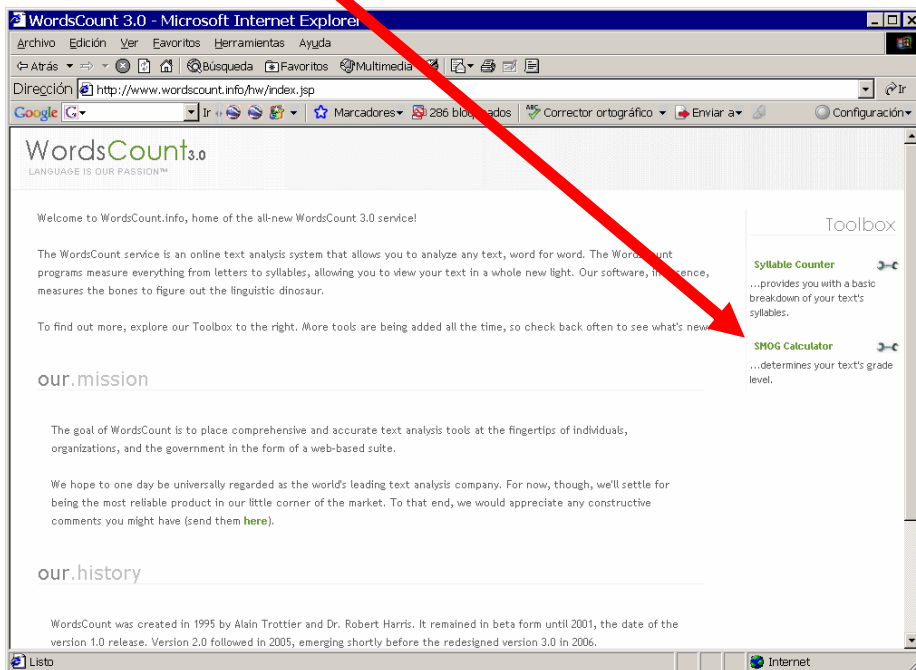 WordsCount 3.0 - Microsoft Internet Explorer
Archivo Edición Ver Favoritos Herramientas Ayuda
Atrás Búsqueda Favoritos Multimedia
Dirección http://www.wordscount.info/hw/index.jsp Ir
Google G Ir Marcadores 286 bloqueados ABC Corrector ortográfico Enviar a Configuración
WordsCount3.0
LANGUAGE IS OUR PASSION™
Welcome to WordsCount.info, home of the all-new WordsCount 3.0 service!
The WordsCount service is an online text analysis system that allows you to analyze any text, word for word. The WordsCount
programs measure everything from letters to syllables, allowing you to view your text in a whole new light. Our software, in essence,
measures the bones to figure out the linguistic dinosaur.
To find out more, explore our Toolbox to the right. More tools are being added all the time, so check back often to see what's new.
Toolbox
Syllable Counter
...provides you with a basic
breakdown of your text's
syllables.
SMOG Calculator
...determines your text's grade
level.
our.mission
The goal of WordsCount is to place comprehensive and accurate text analysis tools at the fingertips of individuals,
organizations, and the government in the form of a web-based suite.
We hope to one day be universally regarded as the world's leading text analysis company. For now, though, we'll settle for
being the most reliable product in our little corner of the market. To that end, we would appreciate any constructive
comments you might have (send them here).
our.history
WordsCount was created in 1995 by Alain Trottier and Dr. Robert Harris. It remained in beta form until 2001, the date of the
version 1.0 release. Version 2.0 followed in 2005, emerging shortly before the redesigned version 3.0 in 2006.
Listo Internet